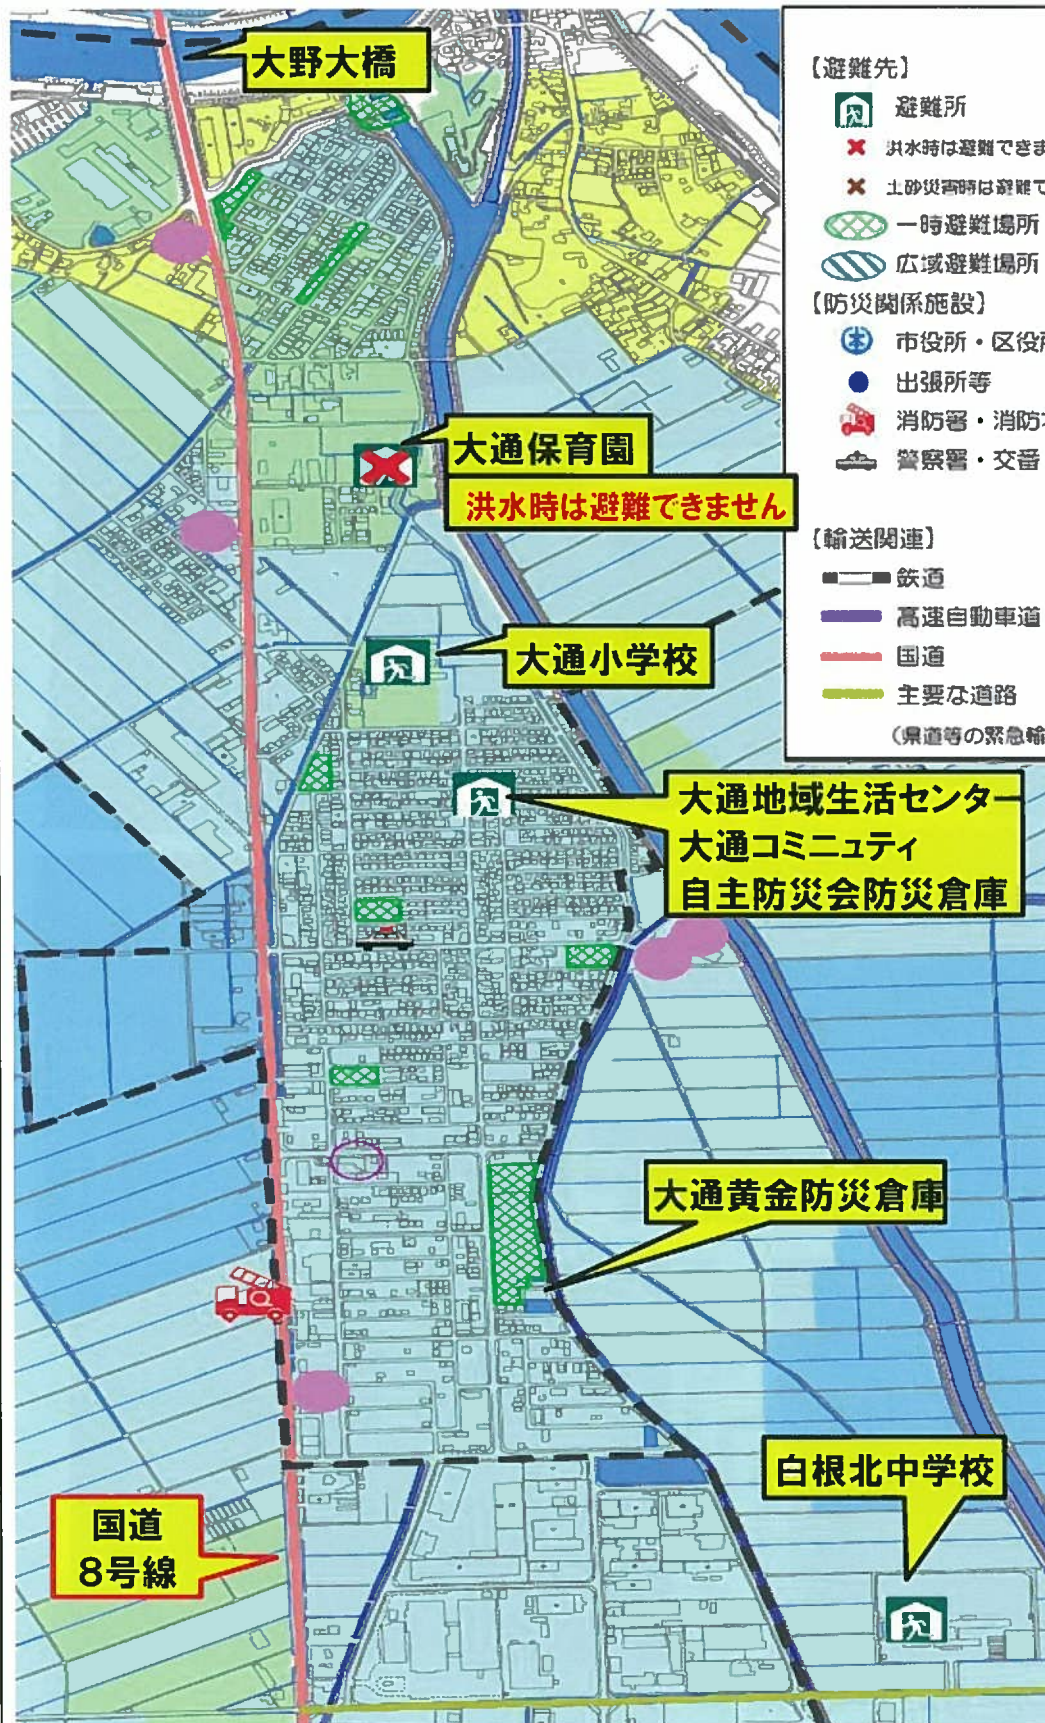 大野大橋
大通保育園
洪水時は避難できません
大通小学校
大通地域生活センター
大通コミニュティ
自主防災会防災倉庫
大通黄金防災倉庫
白根北中学校
国道
8号線
【避難先】
避難所
洪水時は避難できま
土砂災害時は避難で
一時避難場所
広域避難場所
【防災関係施設】
市役所・区役所
出張所等
消防署・消防
警察署・交番
【輸送関連】
鉄道
高速自動車道
国道
主要な道路
(県道等の緊急輸